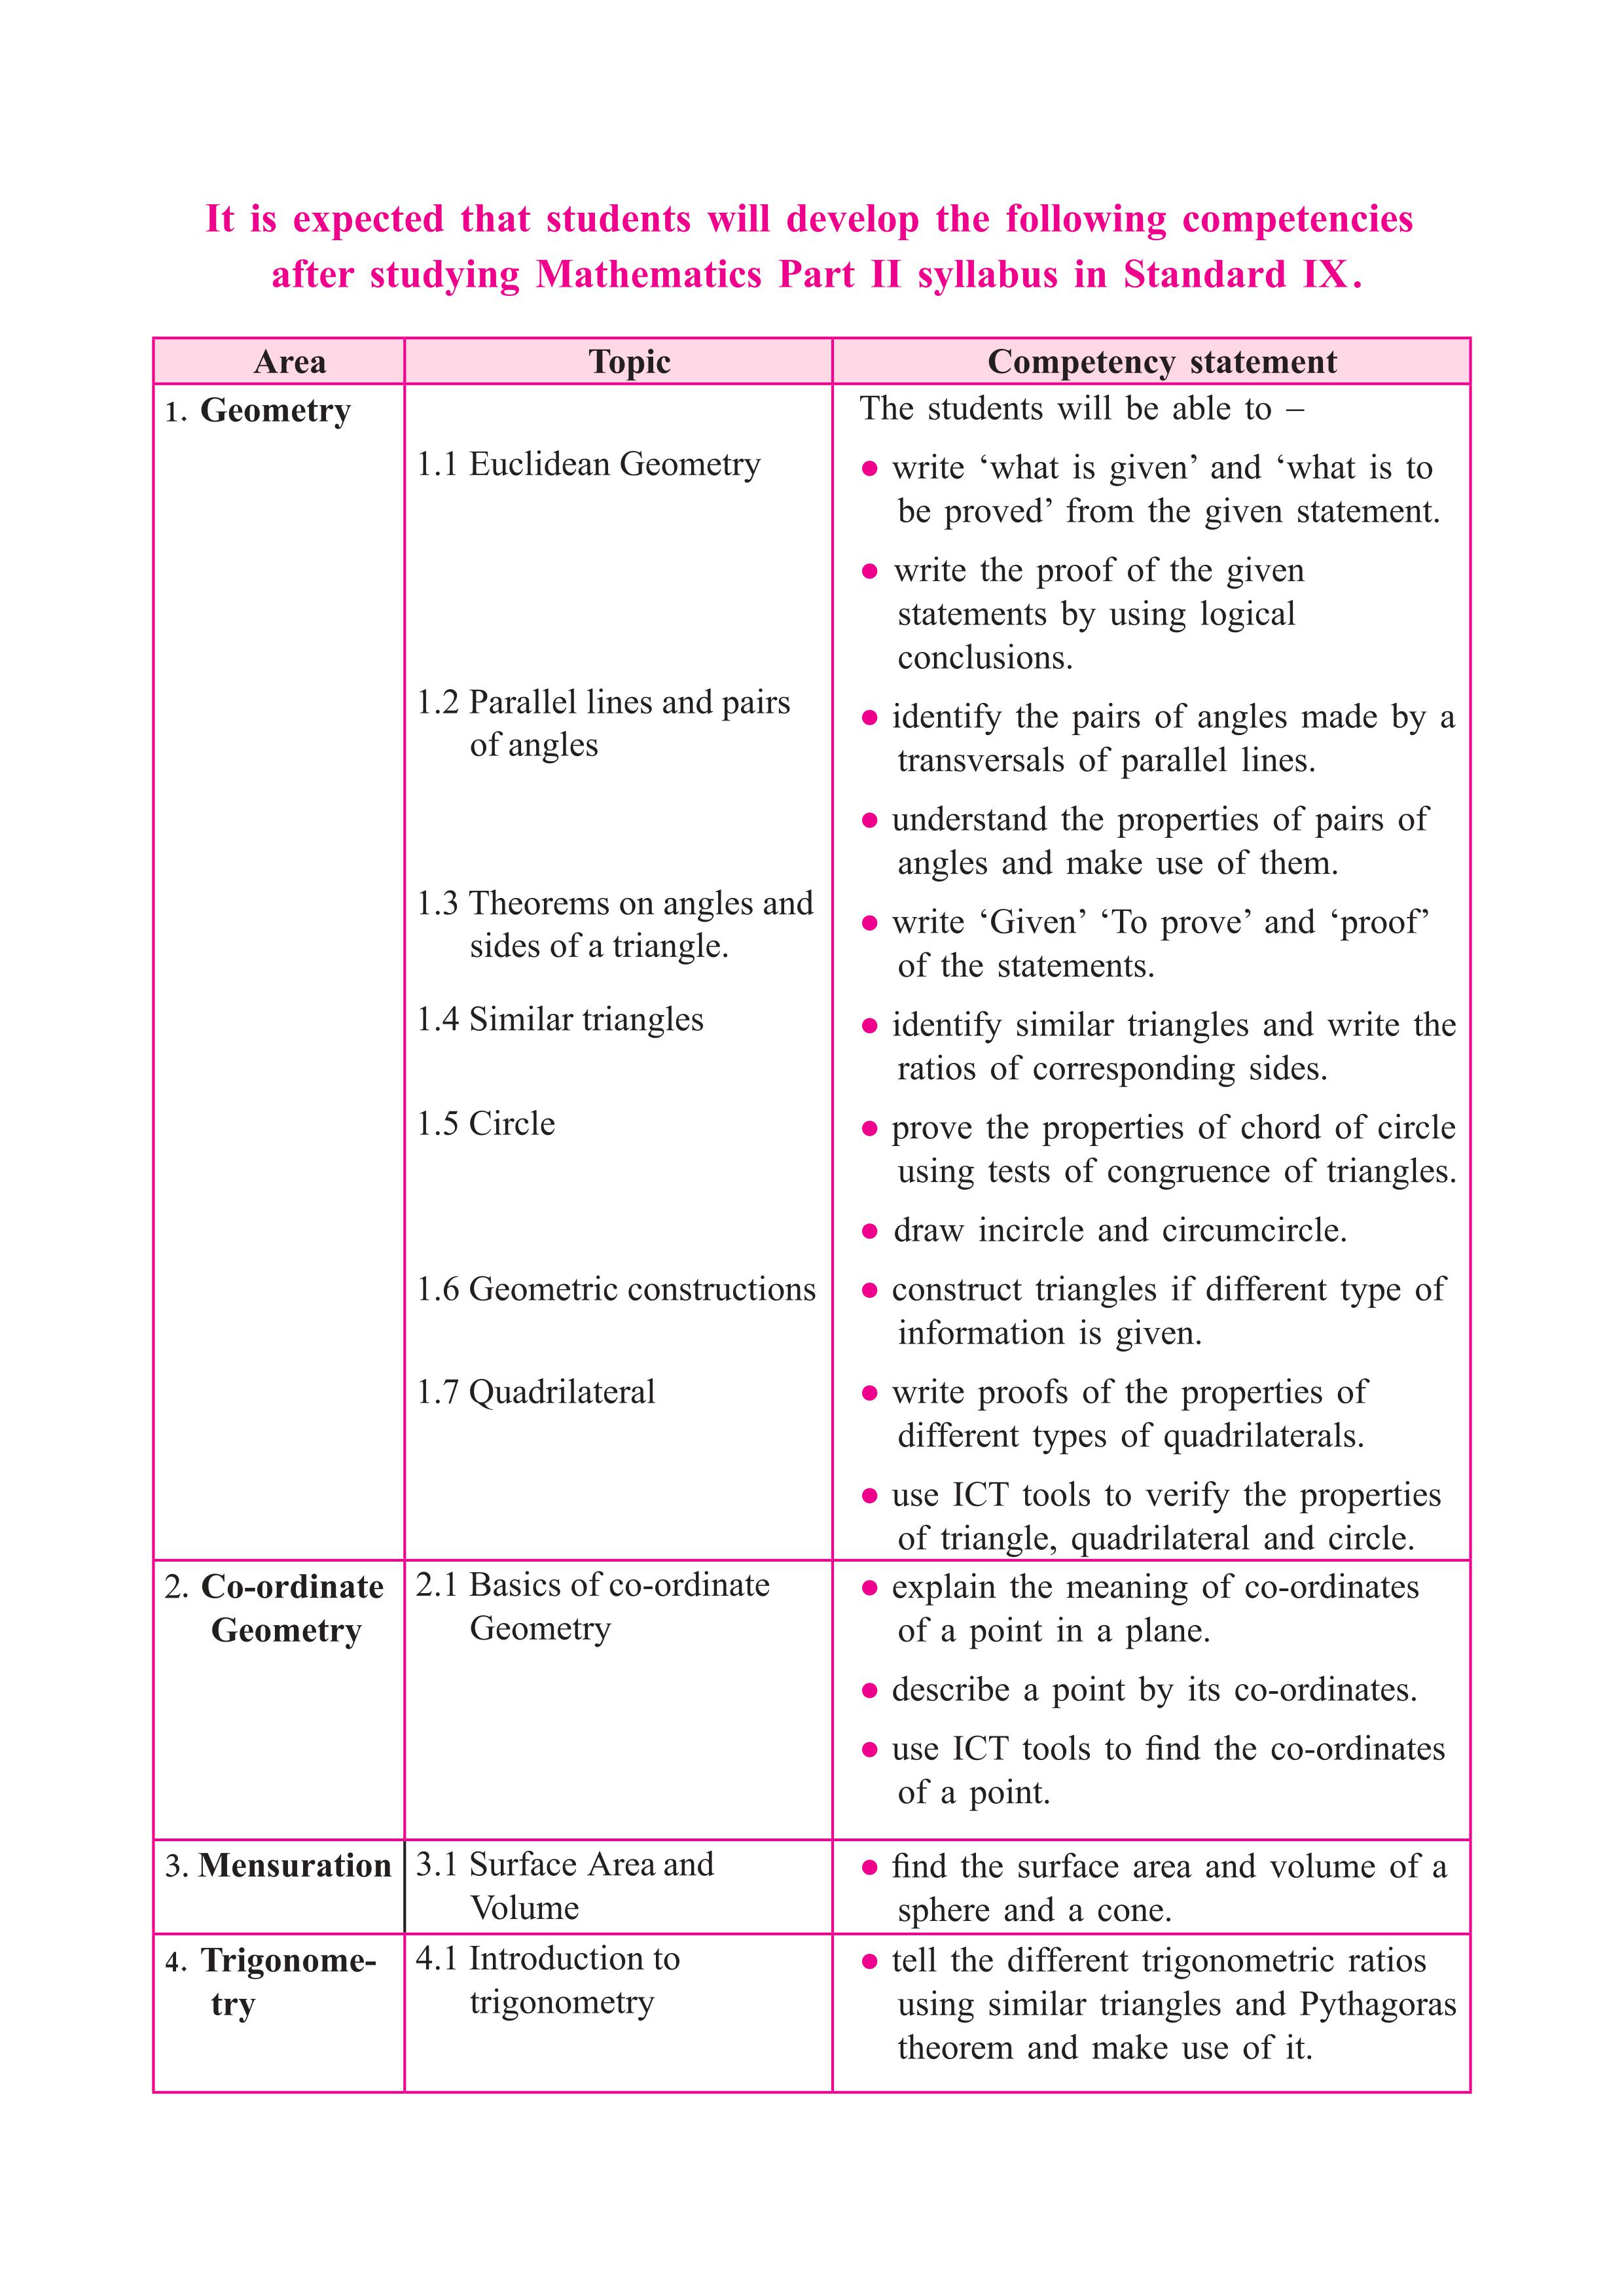 It is expected that students will develop the following competencies
after studying Mathematics Part II syllabus in Standard IX.
Area Topic Competency statement
1. Geometry
The students will be able to –
1.1 Euclidean Geometry
● write ‘what is given’ and ‘what is to
be proved’ from the given statement.
● write the proof of the given
statements by using logical
conclusions.
1.2 Parallel lines and pairs
of angles
● identify the pairs of angles made by a
transversals of parallel lines.
● understand the properties of pairs of
angles and make use of them.
1.3 Theorems on angles and
sides of a triangle.
● write ‘Given’ ‘To prove’ and ‘proof’
of the statements.
1.4 Similar triangles
● identify similar triangles and write the
ratios of corresponding sides.
1.5 Circle
● prove the properties of chord of circle
using tests of congruence of triangles.
● draw incircle and circumcircle.
1.6 Geometric constructions
● construct triangles if different type of
information is given.
1.7 Quadrilateral
● write proofs of the properties of
different types of quadrilaterals.
● use ICT tools to verify the properties
of triangle, quadrilateral and circle.
2. Co-ordinate
Geometry
2.1 Basics of co-ordinate
Geometry
● explain the meaning of co-ordinates
of a point in a plane.
● describe a point by its co-ordinates.
● use ICT tools to find the co-ordinates
of a point.
3. Mensuration
3.1 Surface Area and
Volume
● find the surface area and volume of a
sphere and a cone.
4. Trigonome-
try
4.1 Introduction to
trigonometry
● tell the different trigonometric ratios
using similar triangles and Pythagoras
theorem and make use of it.